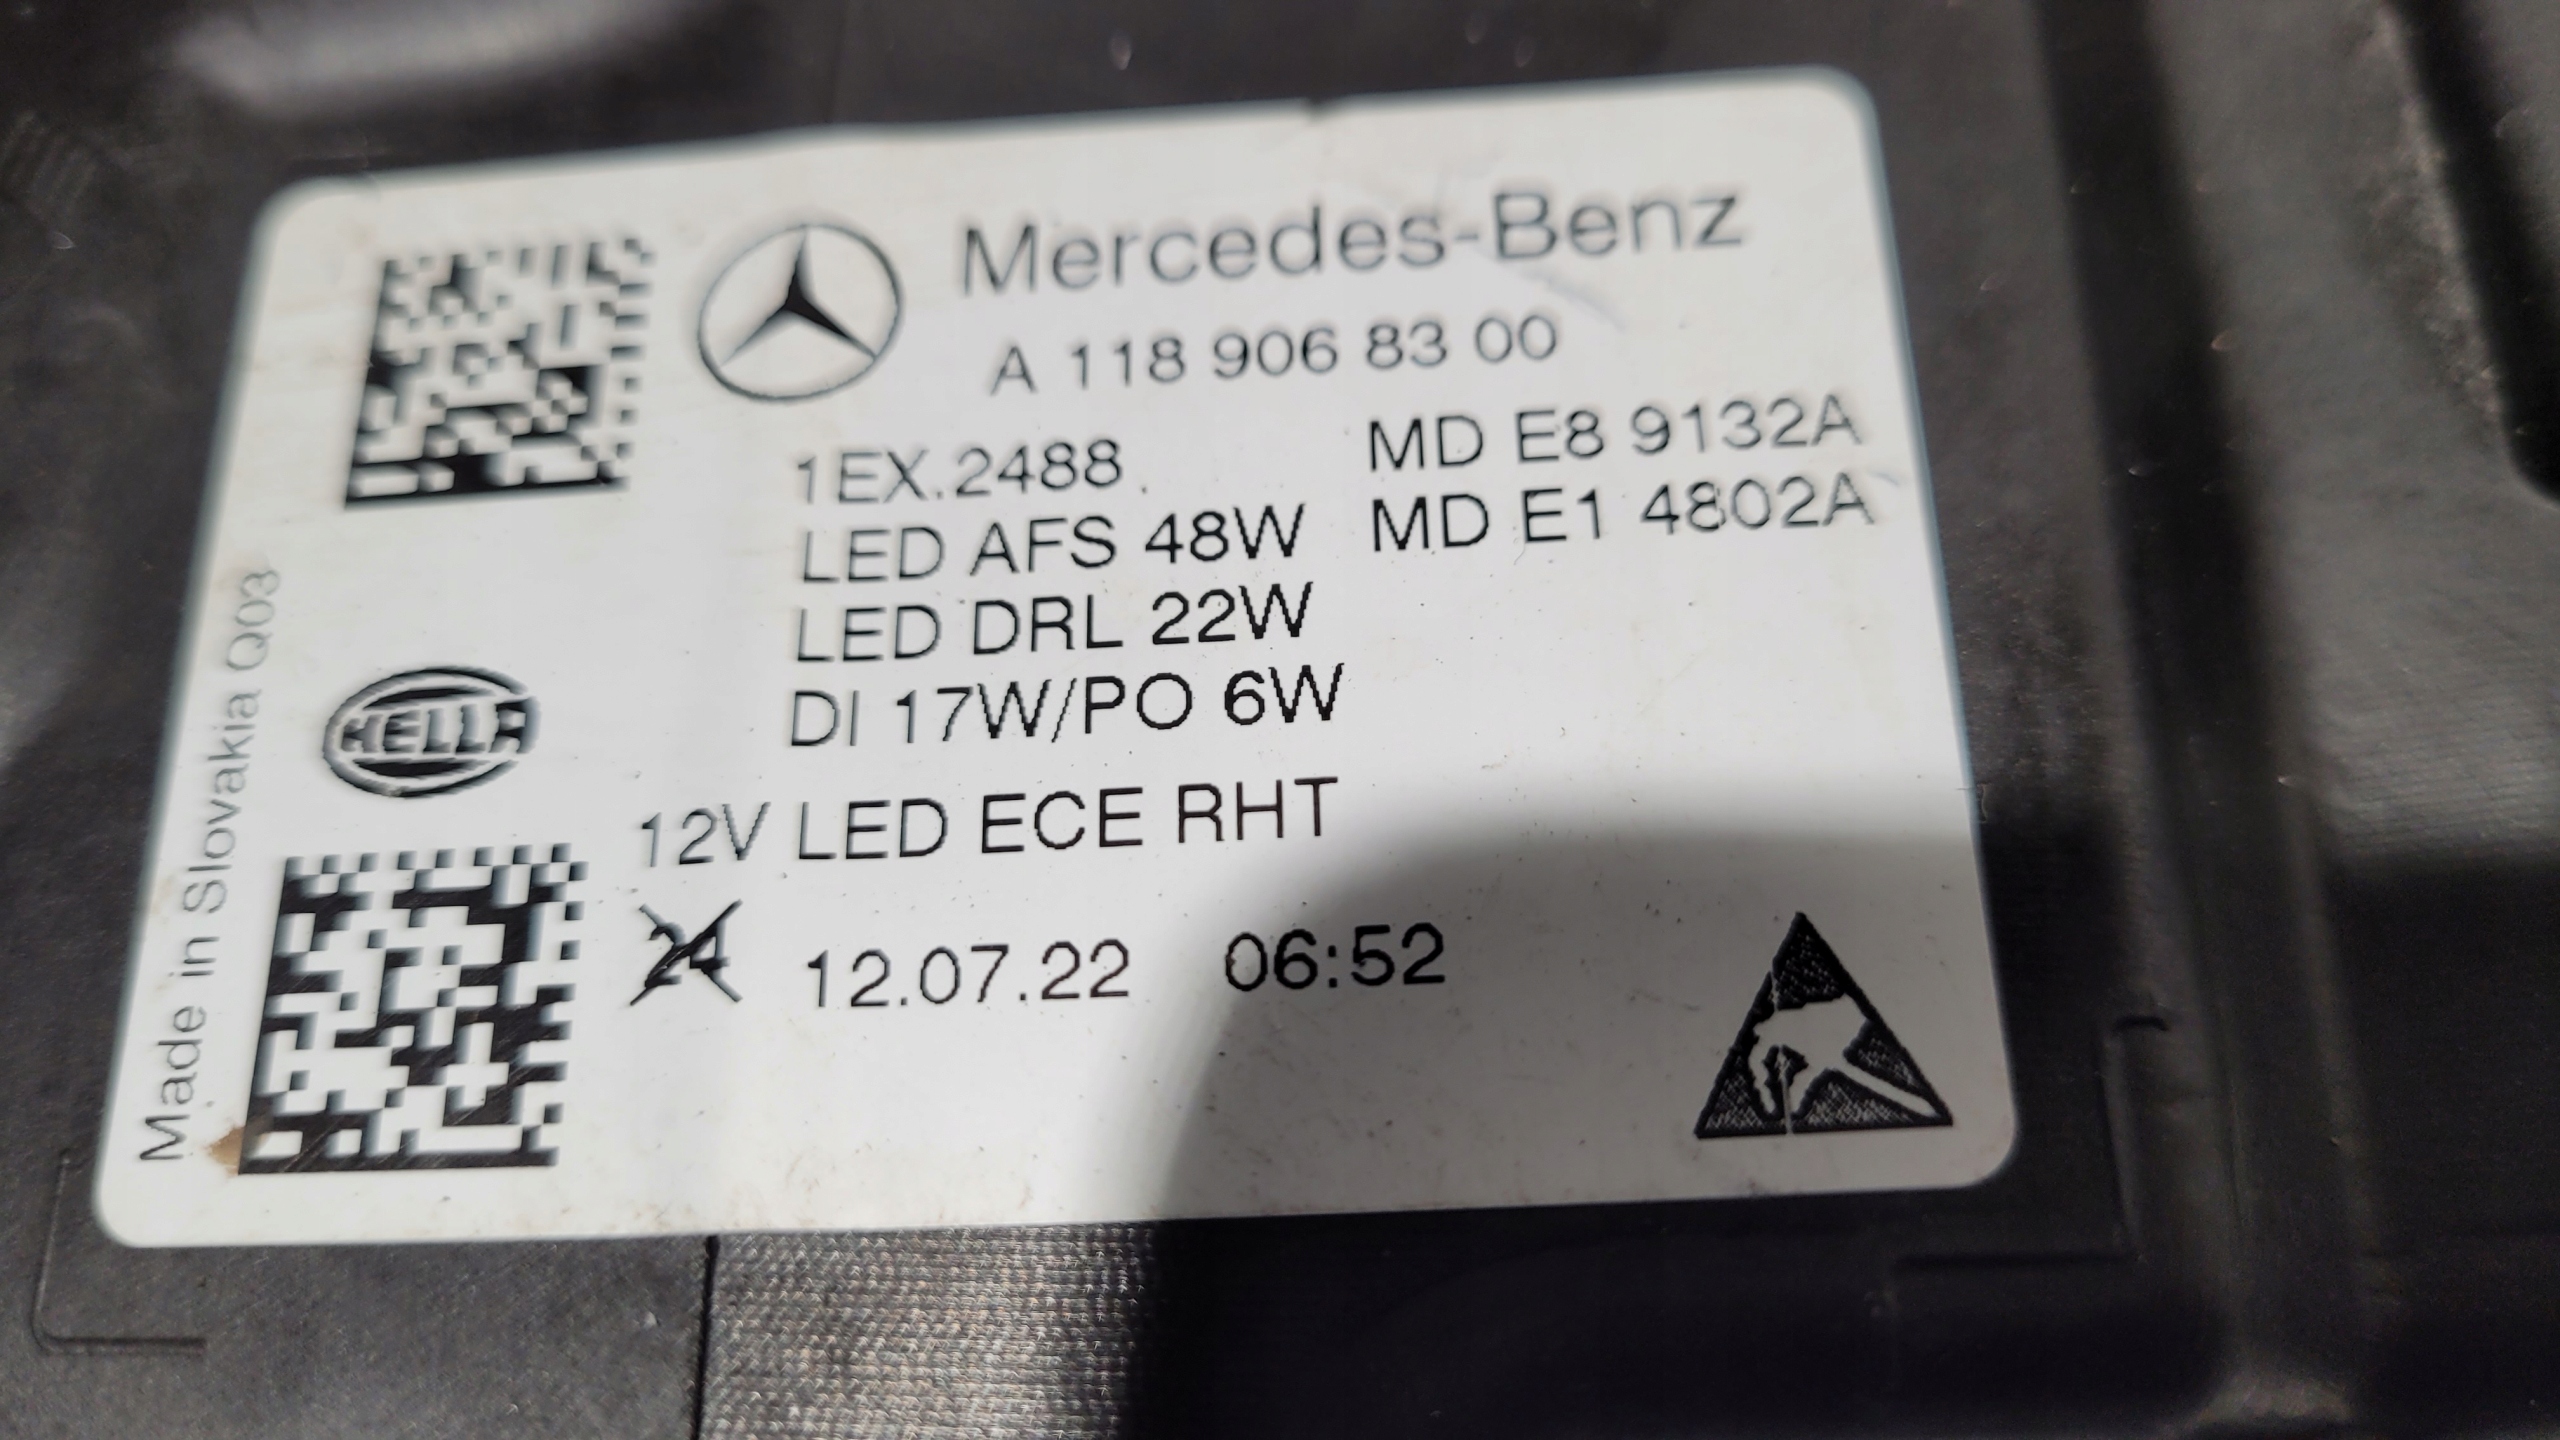 Mercedes-Benz
A 118 906 83 00
1EX.2488. MD E8 9132A
LED AFS 48W MD E1 4802A
LED DRL 22W
DI 17W/PO 6W
HELLA
12V LED ECE RHT
24 12.07.22 06:52
Made in Slovakia Q03